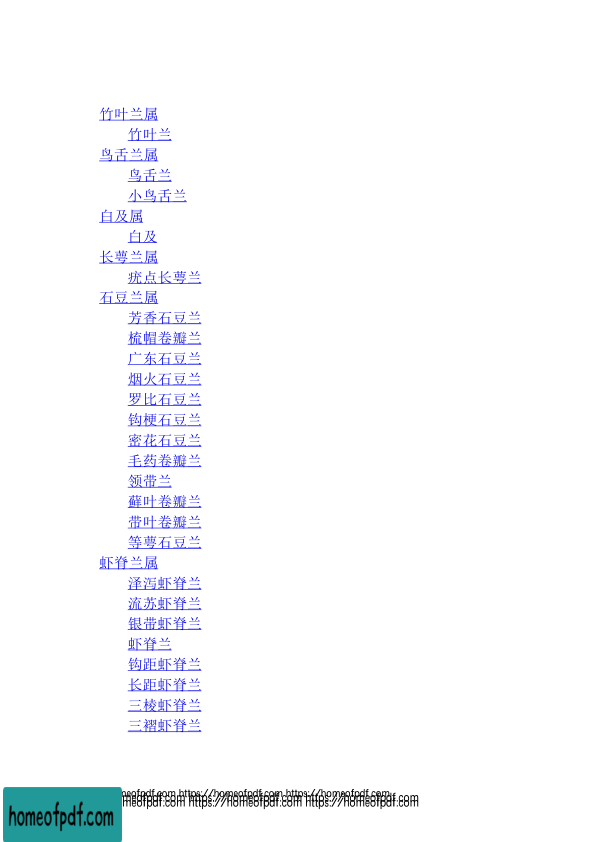 竹叶兰属
竹叶兰
鸟舌兰属
鸟舌兰
小鸟舌兰
白及属
白及
长萼兰属
疣点长萼兰
石豆兰属
芳香石豆兰
梳帽卷瓣兰
广东石豆兰
烟火石豆兰
罗比石豆兰
钩梗石豆兰
密花石豆兰
毛药卷瓣兰
领带兰
藓叶卷瓣兰
带叶卷瓣兰
等萼石豆兰
虾脊兰属
泽泻虾脊兰
流苏虾脊兰
银带虾脊兰
虾脊兰
钩距虾脊兰
长距虾脊兰
三棱虾脊兰
三褶虾脊兰
meofpdf.com https://homeofpdf.com https://homeofpdf.com
meofpdf.com https://homeofpdf.com https://homeofpdf.com
homeofpdf.com